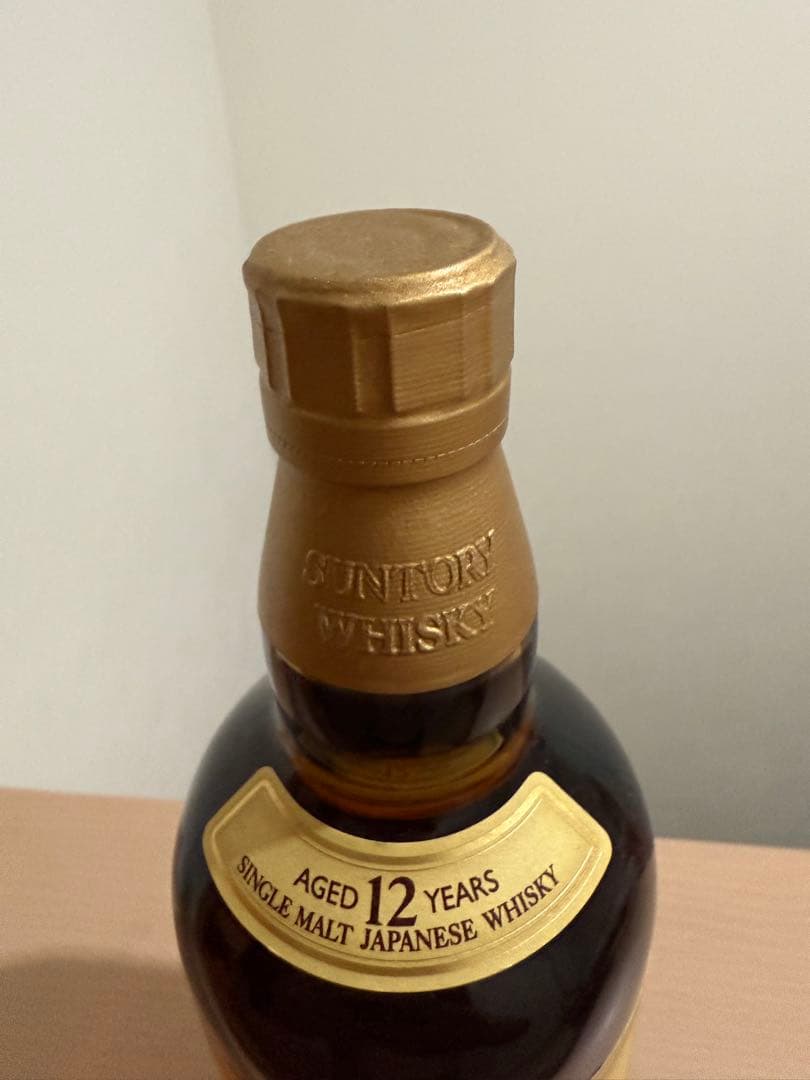 SUNTORY
WHISKY
AGED 12 YEARS
SINGLE MALT JAPANESE WHISKY